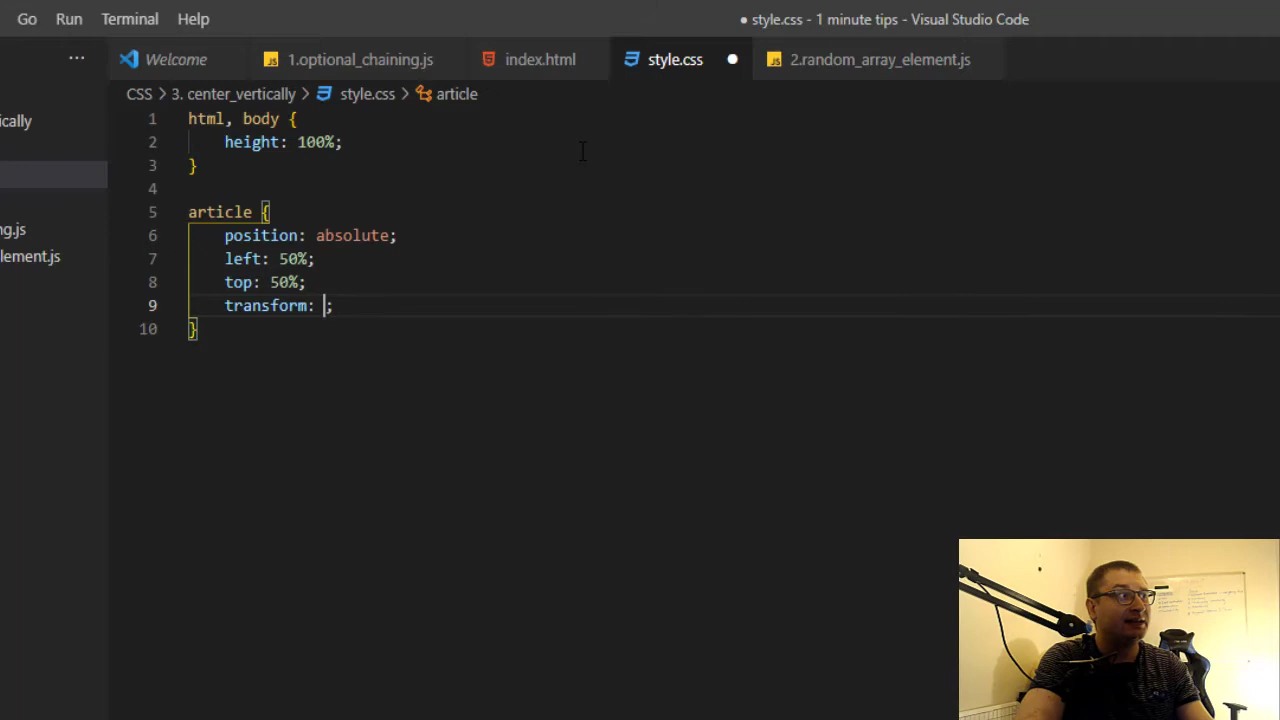 Go Run Terminal Help
● style.css - 1 minute tips - Visual Studio Code
··· Welcome 1.optional_chaining.js index.html style.css ● 2.random_array_element.js
CSS > 3. center_vertically > style.css > article
ically
ng.js
lement.js
1 html, body {
2 height: 100%;
3 }
4
5 article {
6 position: absolute;
7 left: 50%;
8 top: 50%;
9 transform: ;
10 }